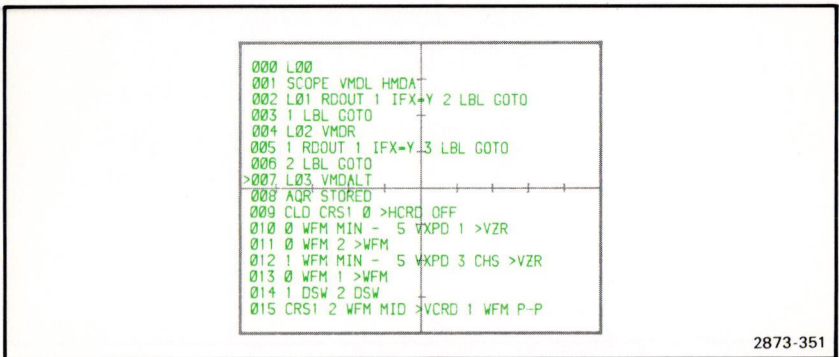 000 L00
001 SCOPE VMDL HMDA
002 L01 RDOUT 1 IFX=Y 2 LBL GOTO
003 1 LBL GOTO
004 L02 VMDR
005 1 RDOUT 1 IFX=Y 3 LBL GOTO
006 2 LBL GOTO
>007 L03 VMDALT
008 AQR STORED
009 CLD CRS1 0 >HCRD OFF
010 0 WFM MIN - 5 VXPD 1 >VZR
011 0 WFM 2 >WFM
012 1 WFM MIN - 5 VXPD 3 CHS >VZR
013 0 WFM 1 >WFM
014 1 DSW 2 DSW
015 CRS1 2 WFM MID >VCRD 1 WFM P-P
2873-351